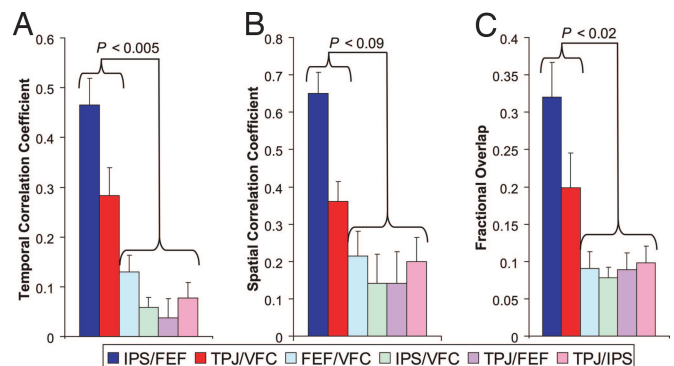 A
P < 0.005
Temporal Correlation Coefficient
0.6
0.5
0.4
0.3
0.2
0.1
0
B
P < 0.09
Spatial Correlation Coefficient
0.8
0.7
0.6
0.5
0.4
0.3
0.2
0.1
0.0
C
P < 0.02
Fractional Overlap
0.4
0.35
0.3
0.25
0.2
0.15
0.1
0.05
0
IPS/FEF TPJ/VFC FEF/VFC IPS/VFC TPJ/FEF TPJ/IPS